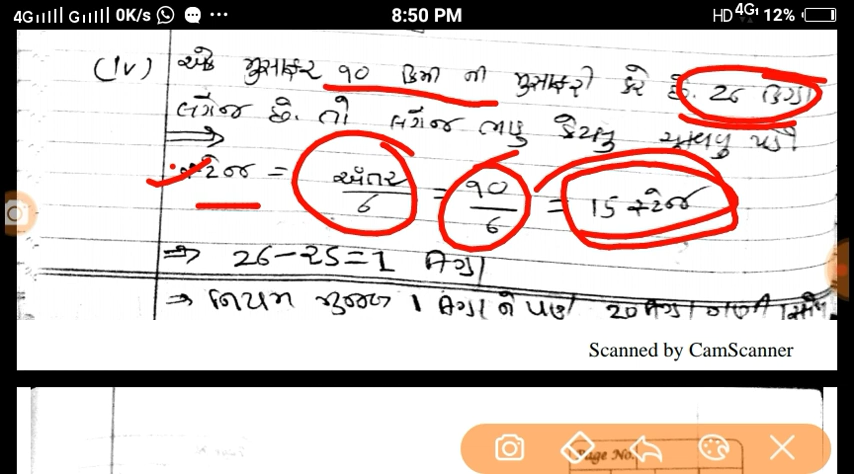 4G G 0K/s ... 8:50 PM HD 4G 12%
(iv) એક મુસાફર ૧૦ કિમી ની મુસાફરી કરે છે. 26 કિગ્રા
લગેજ છે. તો લગેજ ભાડુ કેટલુ આપવુ પડે
સ્ટેજ = અંતર/6 = ૧૦/6 = 15 સ્ટેજ
⇒ 26-25=1 કિગ્રા
→ નિયમ મુજબ 1 કિગ્રા ને પણ 20 કિગ્રા ગણી
Scanned by CamScanner
Page No.